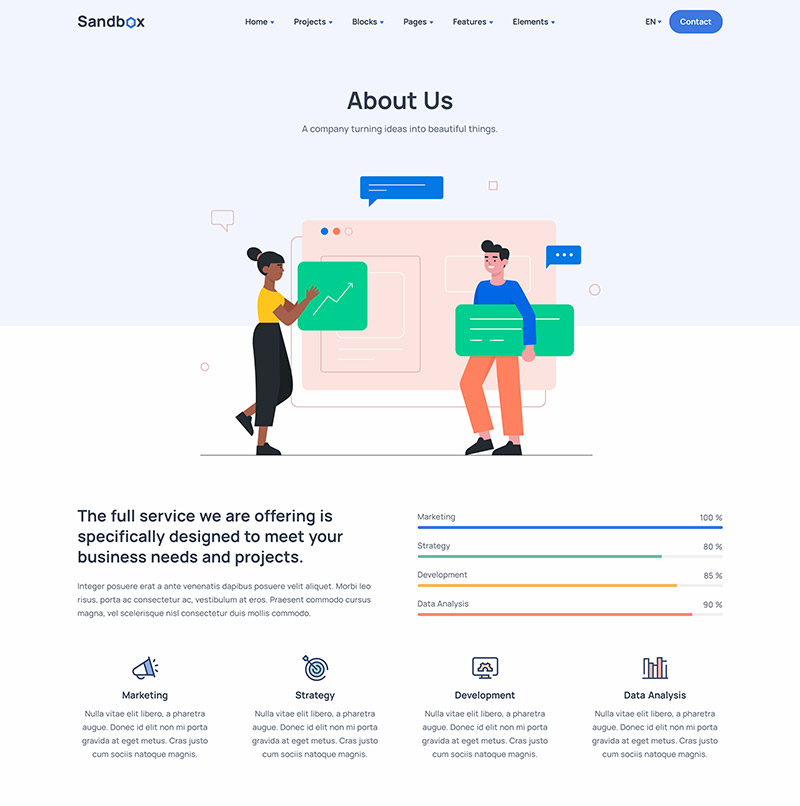 Sandbox
Home
Projects
Blocks
Pages
Features
Elements
EN
Contact
About Us
A company turning ideas into beautiful things.
The full service we are offering is
specifically designed to meet your
business needs and projects.
Integer posuere erat a ante venenatis dapibus posuere velit aliquet. Morbi leo
risus, porta ac consectetur ac, vestibulum at eros. Praesent commodo cursus
magna, vel scelerisque nisl consectetur duis mollis commodo.
Marketing 100 %
Strategy 80 %
Development 85 %
Data Analysis 90 %
Marketing
Nulla vitae elit libero, a pharetra
augue. Donec id elit non mi porta
gravida at eget metus. Cras justo
cum sociis natoque magnis.
Strategy
Nulla vitae elit libero, a pharetra
augue. Donec id elit non mi porta
gravida at eget metus. Cras justo
cum sociis natoque magnis.
Development
Nulla vitae elit libero, a pharetra
augue. Donec id elit non mi porta
gravida at eget metus. Cras justo
cum sociis natoque magnis.
Data Analysis
Nulla vitae elit libero, a pharetra
augue. Donec id elit non mi porta
gravida at eget metus. Cras justo
cum sociis natoque magnis.